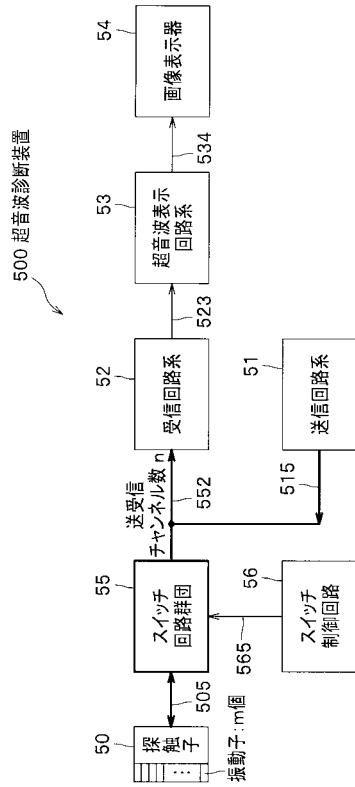 500 超音波診断装置
50
探触子
振動子：m個
505
55
スイッチ
回路群団
565
56
スイッチ
制御回路
送受信
チャンネル数 n
552
515
51
送信回路系
52
受信回路系
523
53
超音波表示
回路系
534
54
画像表示器